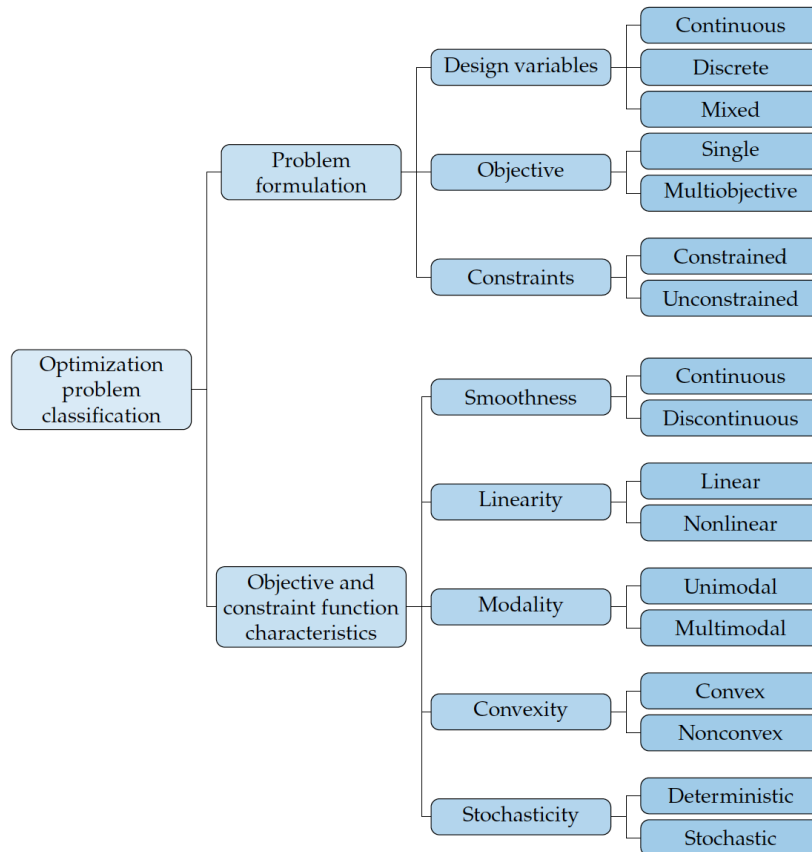 Continuous
Design variables
Discrete
Mixed
Problem
formulation
Single
Objective
Multiobjective
Constrained
Constraints
Unconstrained
Optimization
problem
classification
Continuous
Smoothness
Discontinuous
Linear
Linearity
Nonlinear
Objective and
constraint function
characteristics
Unimodal
Modality
Multimodal
Convex
Convexity
Nonconvex
Deterministic
Stochasticity
Stochastic